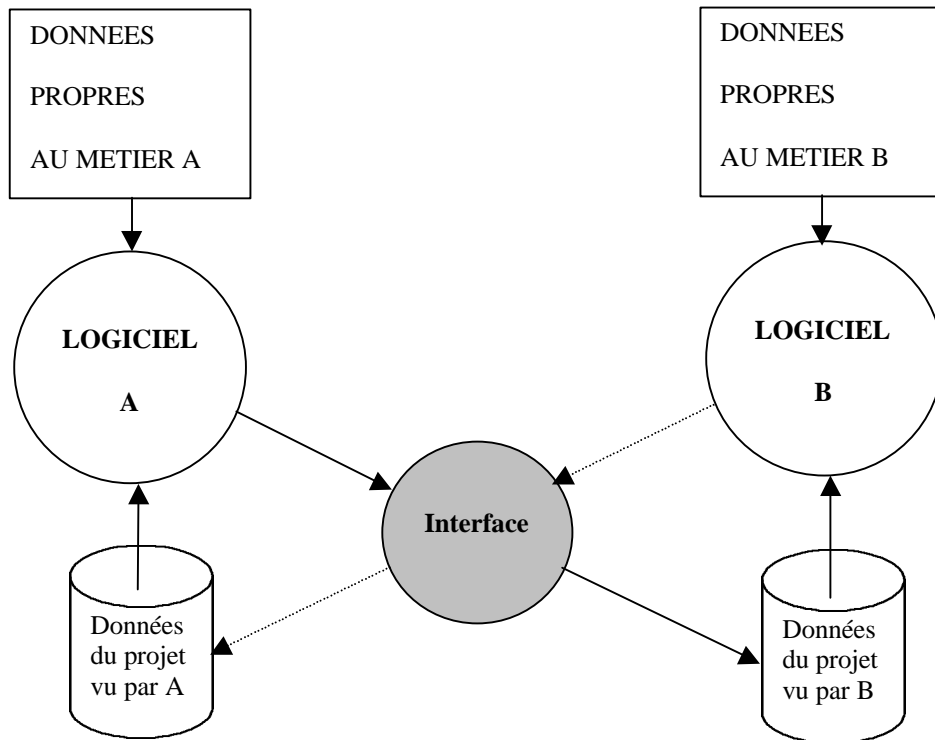 DONNEES
PROPRES
AU METIER A
DONNEES
PROPRES
AU METIER B
LOGICIEL
A
LOGICIEL
B
Interface
Données
du projet
vu par A
Données
du projet
vu par B